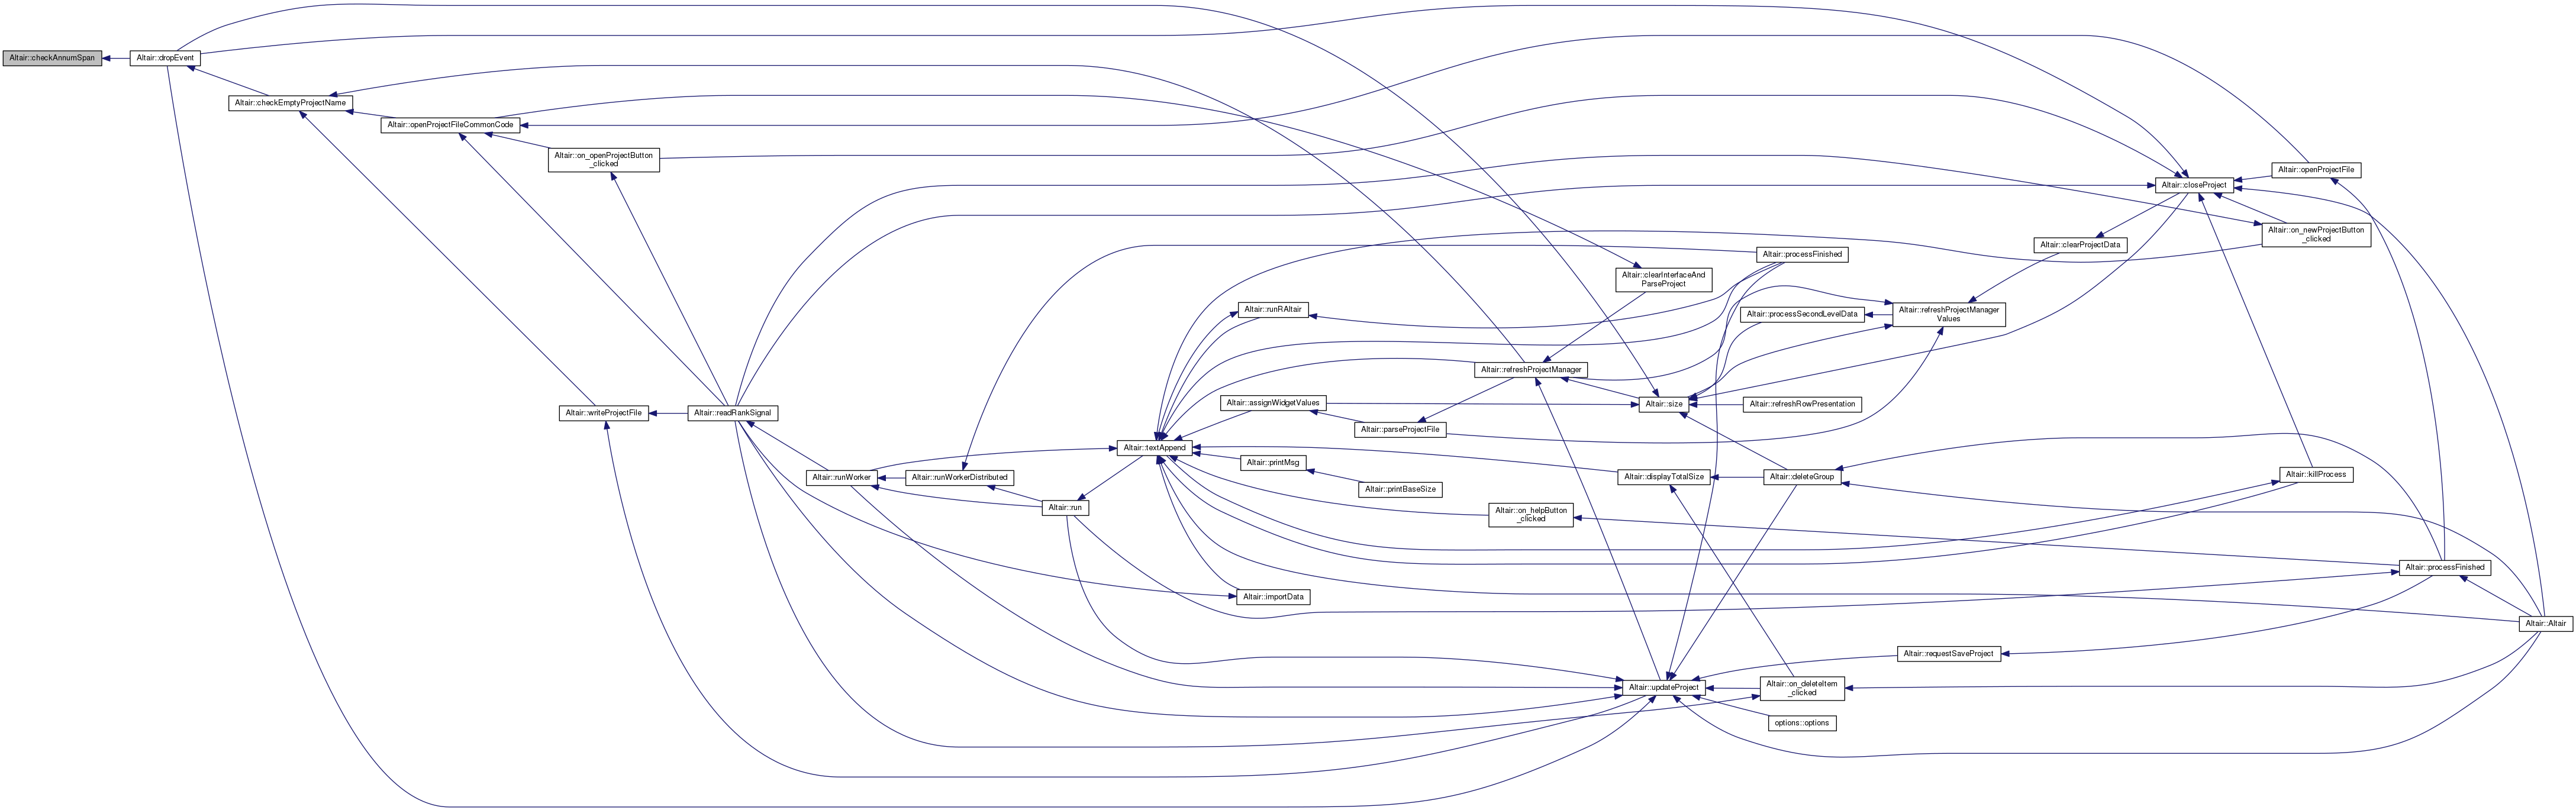 Altair::checkAnnumSpan
Altair::dropEvent
Altair::checkEmptyProjectName
Altair::openProjectFileCommonCode
Altair::on_openProjectButton
_clicked
Altair::writeProjectFile
Altair::readRankSignal
Altair::runWorker
Altair::runWorkerDistributed
Altair::run
Altair::textAppend
Altair::runRAltair
Altair::assignWidgetValues
Altair::printMsg
Altair::printBaseSize
Altair::importData
Altair::parseProjectFile
Altair::refreshProjectManager
Altair::on_helpButton
_clicked
Altair::clearInterfaceAnd
ParseProject
Altair::size
Altair::displayTotalSize
Altair::updateProject
Altair::processFinished
Altair::processSecondLevelData
Altair::refreshRowPresentation
Altair::deleteGroup
Altair::on_deleteItem
_clicked
options::options
Altair::refreshProjectManager
Values
Altair::requestSaveProject
Altair::clearProjectData
Altair::closeProject
Altair::openProjectFile
Altair::on_newProjectButton
_clicked
Altair::killProcess
Altair::processFinished
Altair::Altair